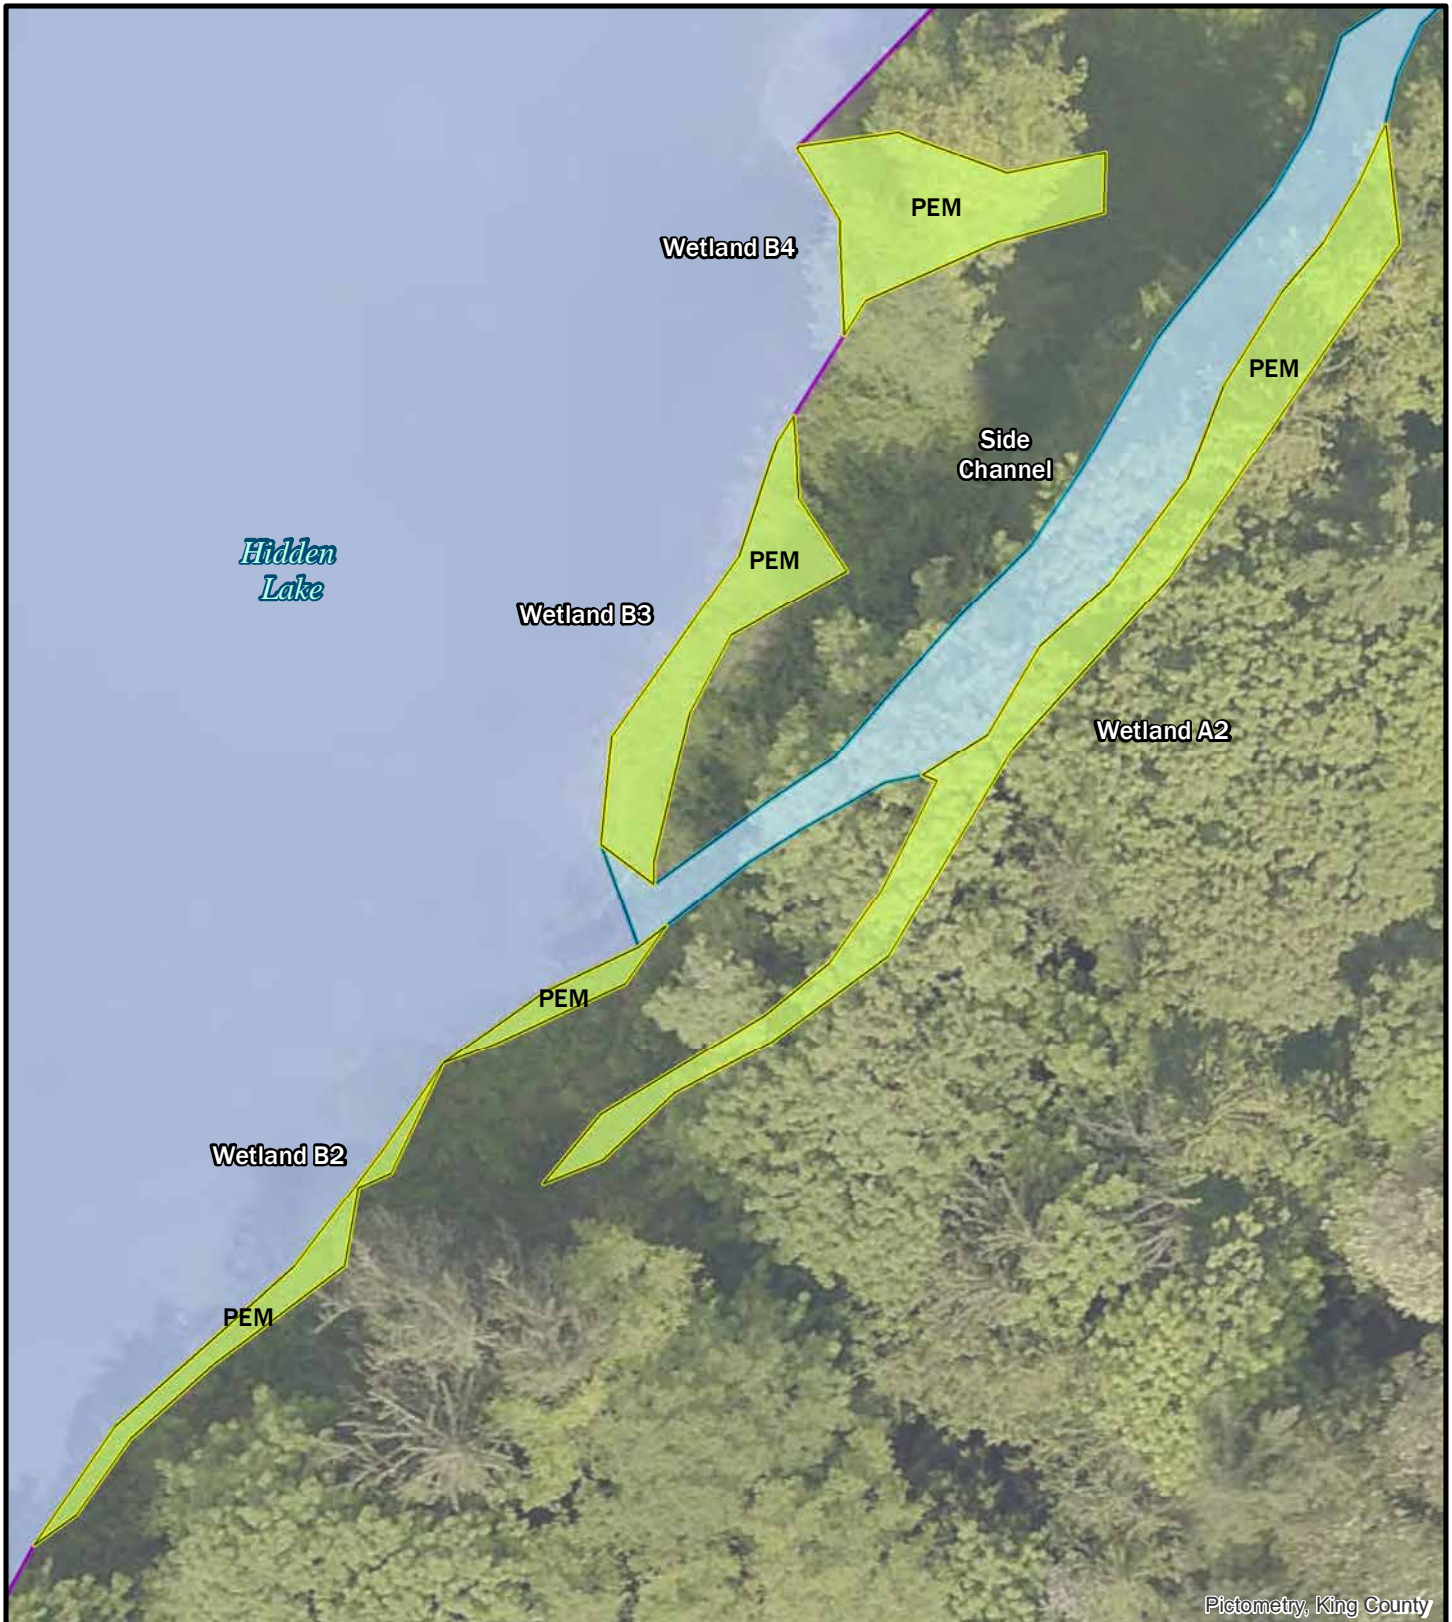 PEM
Wetland B4
PEM
Side
Channel
Hidden
Lake
PEM
Wetland B3
Wetland A2
PEM
Wetland B2
PEM
Pictometry, King County